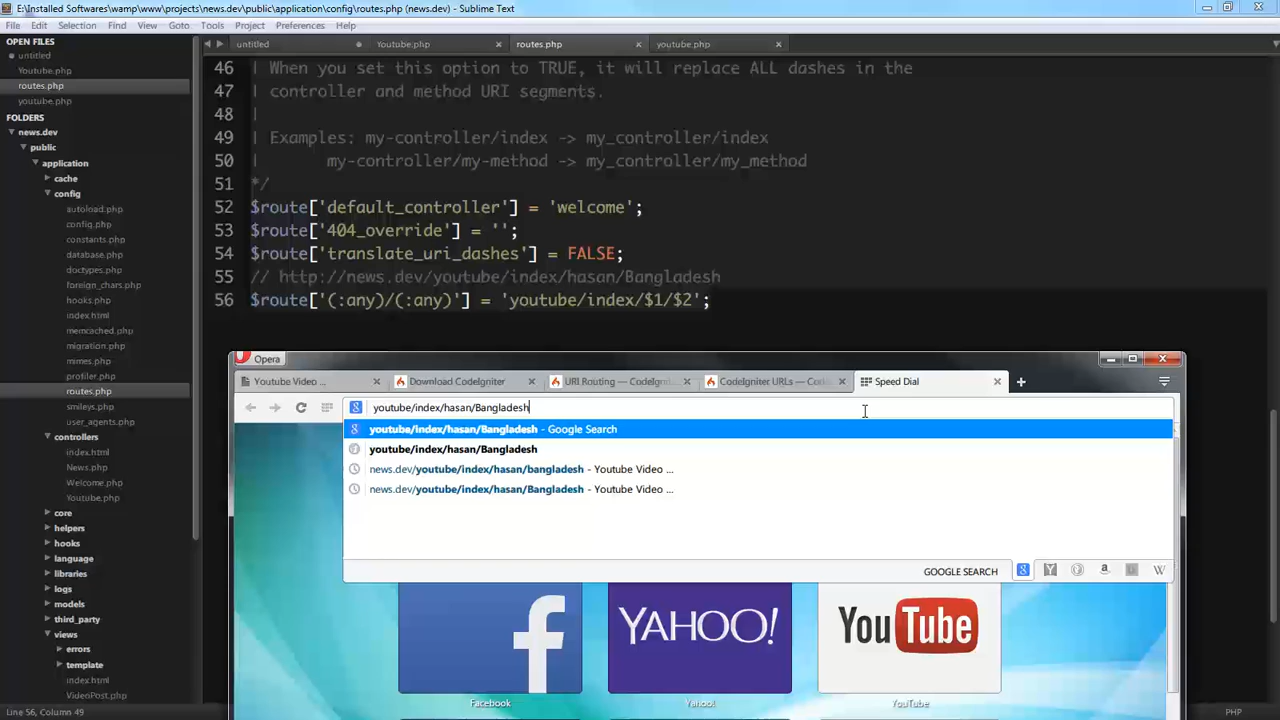 E:\Installed Softwares\wamp\www\projects\news.dev\public\application\config\routes.php (news.dev) - Sublime Text
File Edit Selection Find View Goto Tools Project Preferences Help
OPEN FILES
untitled
Youtube.php
routes.php
youtube.php
FOLDERS
news.dev
public
application
cache
config
autoload.php
config.php
constants.php
database.php
doctypes.php
foreign_chars.php
hooks.php
index.html
memcached.php
migration.php
mimes.php
profiler.php
routes.php
smileys.php
user_agents.php
controllers
index.html
News.php
Welcome.php
Youtube.php
core
helpers
hooks
language
libraries
logs
models
third_party
views
errors
template
index.html
VideoPost.php
untitled Youtube.php routes.php youtube.php
46 | When you set this option to TRUE, it will replace ALL dashes in the
47 | controller and method URI segments.
48 |
49 | Examples: my-controller/index -> my_controller/index
50 | my-controller/my-method -> my_controller/my_method
51 */
52 $route['default_controller'] = 'welcome';
53 $route['404_override'] = '';
54 $route['translate_uri_dashes'] = FALSE;
55 // http://news.dev/youtube/index/hasan/Bangladesh
56 $route['(:any)/(:any)'] = 'youtube/index/$1/$2';
Opera
Youtube Video ... Download CodeIgniter URI Routing — CodeIgni... CodeIgniter URLs — Cod... Speed Dial
youtube/index/hasan/Bangladesh
youtube/index/hasan/Bangladesh - Google Search
youtube/index/hasan/Bangladesh
news.dev/youtube/index/hasan/bangladesh - Youtube Video ...
news.dev/youtube/index/hasan/Bangladesh - Youtube Video ...
GOOGLE SEARCH
f YAHOO! YouTube
Facebook Yahoo! YouTube
Line 56, Column 49 PHP